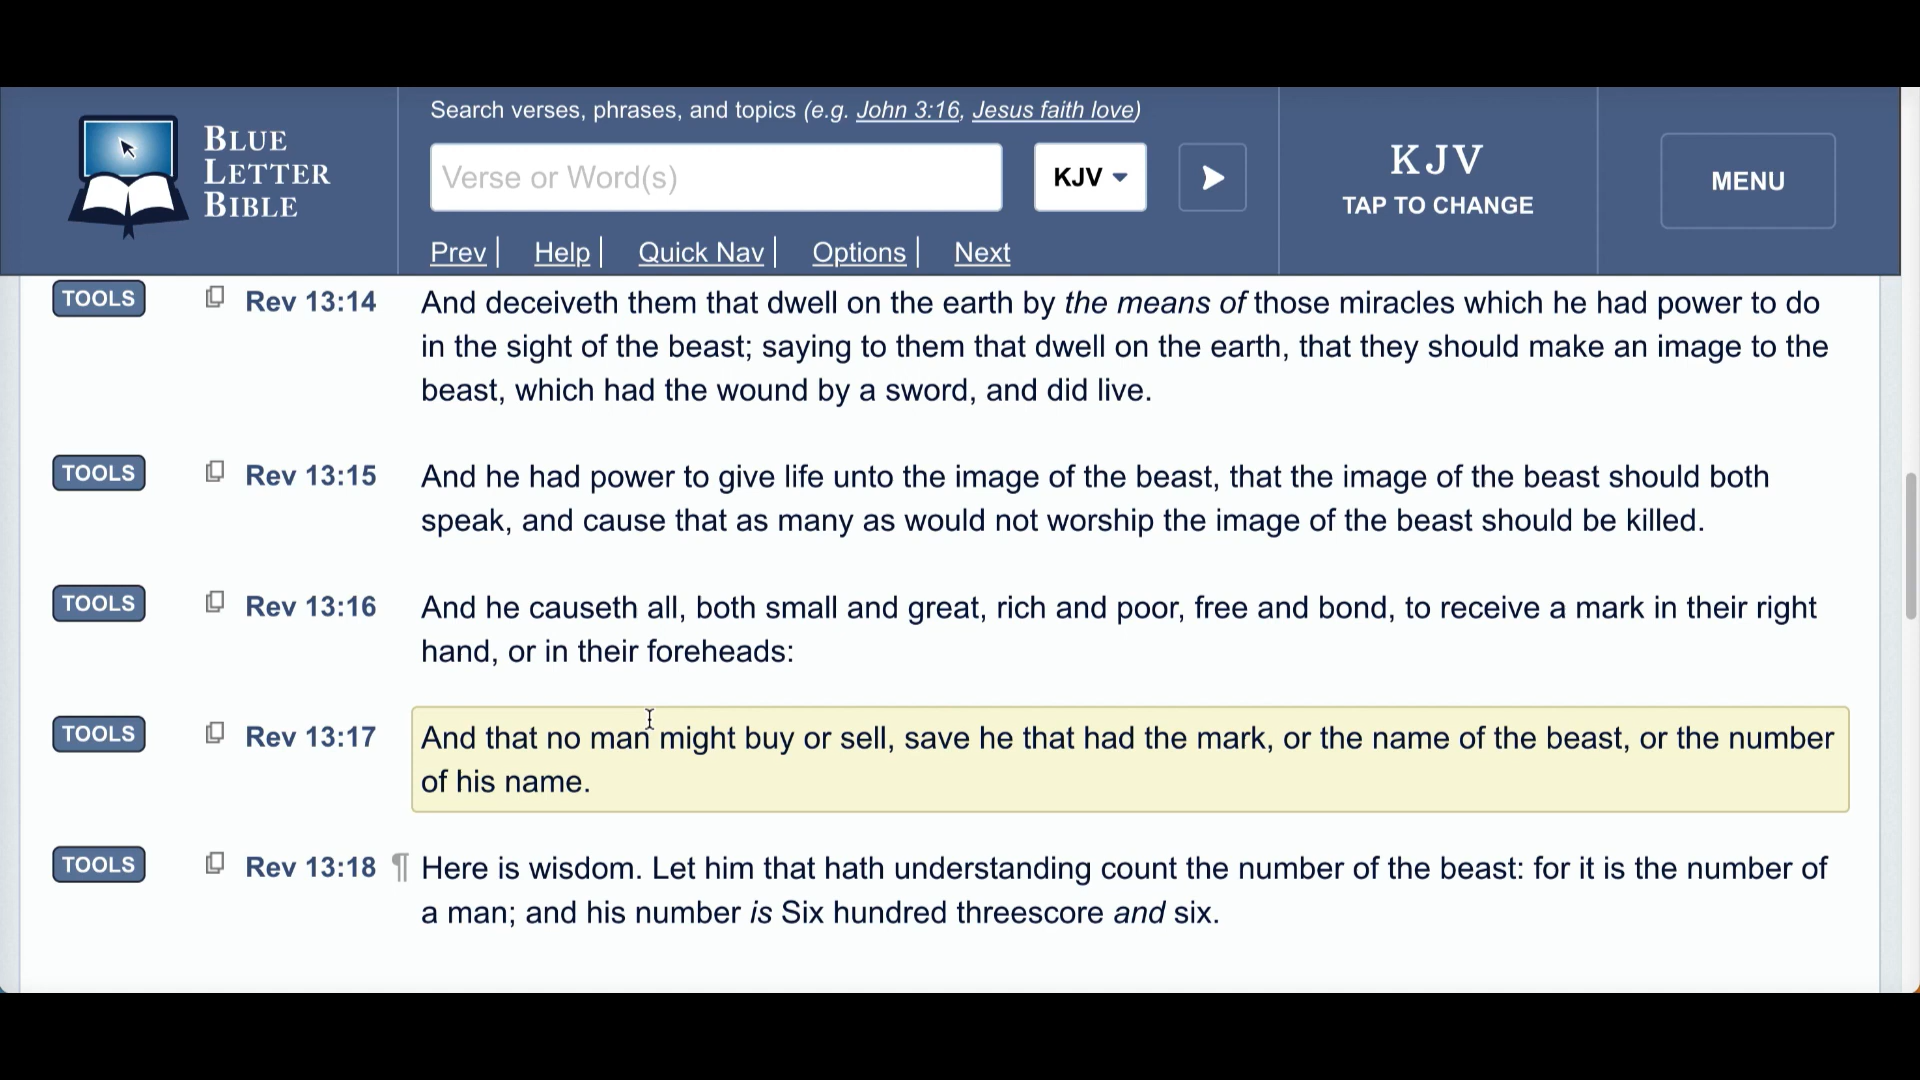 BLUE
LETTER
BIBLE
Search verses, phrases, and topics (e.g. John 3:16, Jesus faith love)
Verse or Word(s)
KJV
KJV
TAP TO CHANGE
MENU
Prev | Help | Quick Nav | Options | Next
TOOLS Rev 13:14 And deceiveth them that dwell on the earth by the means of those miracles which he had power to do
in the sight of the beast; saying to them that dwell on the earth, that they should make an image to the
beast, which had the wound by a sword, and did live.
TOOLS Rev 13:15 And he had power to give life unto the image of the beast, that the image of the beast should both
speak, and cause that as many as would not worship the image of the beast should be killed.
TOOLS Rev 13:16 And he causeth all, both small and great, rich and poor, free and bond, to receive a mark in their right
hand, or in their foreheads:
TOOLS Rev 13:17 And that no man might buy or sell, save he that had the mark, or the name of the beast, or the number
of his name.
TOOLS Rev 13:18 ¶ Here is wisdom. Let him that hath understanding count the number of the beast: for it is the number of
a man; and his number is Six hundred threescore and six.